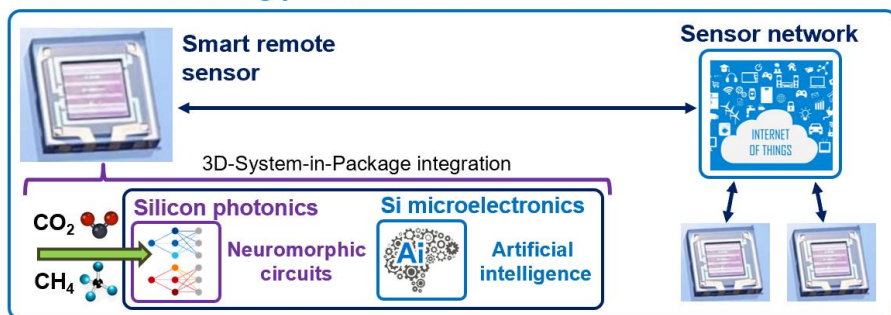 Smart remote
sensor
Sensor network
INTERNET
OF THINGS
3D-System-in-Package integration
CO₂
CH₄
Silicon photonics
Neuromorphic
circuits
Si microelectronics
Ai
Artificial
intelligence